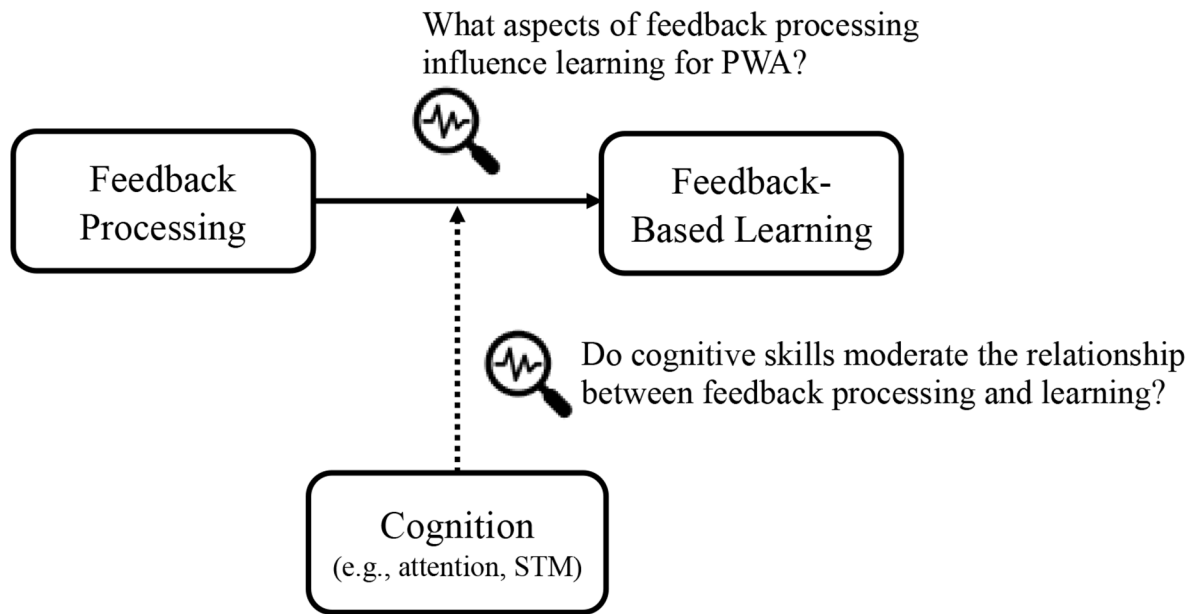 What aspects of feedback processing
influence learning for PWA?
Feedback
Processing
Feedback-
Based Learning
Do cognitive skills moderate the relationship
between feedback processing and learning?
Cognition
(e.g., attention, STM)